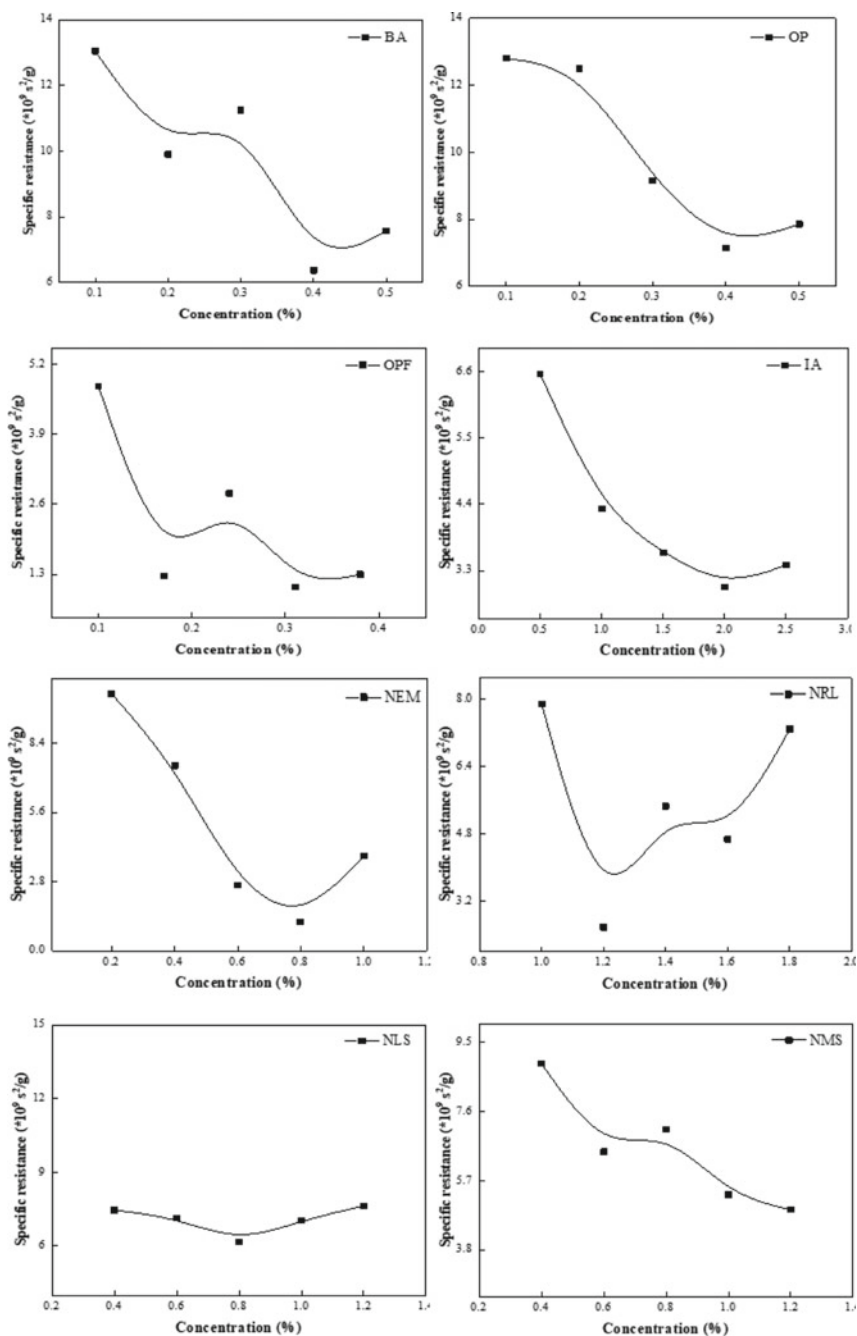 Specific resistance (*10⁹ s²/g)
14
12
10
8
6
BA
0.1 0.2 0.3 0.4 0.5
Concentration (%)
Specific resistance (*10⁹ s²/g)
14
12
10
8
6
OP
0.1 0.2 0.3 0.4 0.5
Concentration (%)
Specific resistance (*10⁹ s²/g)
5.2
3.9
2.6
1.3
OPF
0.1 0.2 0.3 0.4
Concentration (%)
Specific resistance (*10⁹ s²/g)
6.6
5.5
4.4
3.3
IA
0.0 0.5 1.0 1.5 2.0 2.5 3.0
Concentration (%)
Specific resistance (*10⁹ s²/g)
8.4
5.6
2.8
0.0
NEM
0.2 0.4 0.6 0.8 1.0
Concentration (%)
Specific resistance (*10⁹ s²/g)
8.0
6.4
4.8
3.2
NRL
0.8 1.0 1.2 1.4 1.6 1.8 2.0
Concentration (%)
Specific resistance (*10⁹ s²/g)
15
12
9
6
NLS
0.2 0.4 0.6 0.8 1.0 1.2 1.4
Concentration (%)
Specific resistance (*10⁹ s²/g)
9.5
7.6
5.7
3.8
NMS
0.2 0.4 0.6 0.8 1.0 1.2 1.4
Concentration (%)